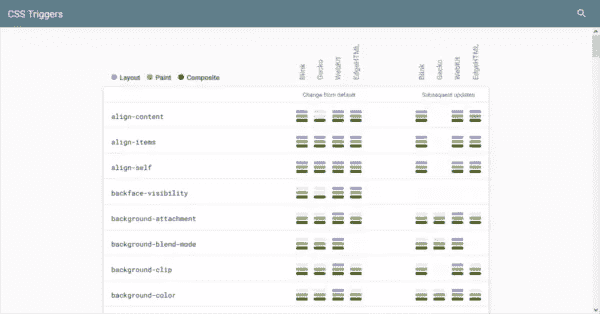 CSS Triggers
Layout Paint Composite
Blink Gecko WebKit EdgeHTML Blink Gecko WebKit EdgeHTML
Change from default Subsequent updates
align-content
align-items
align-self
backface-visibility
background-attachment
background-blend-mode
background-clip
background-color